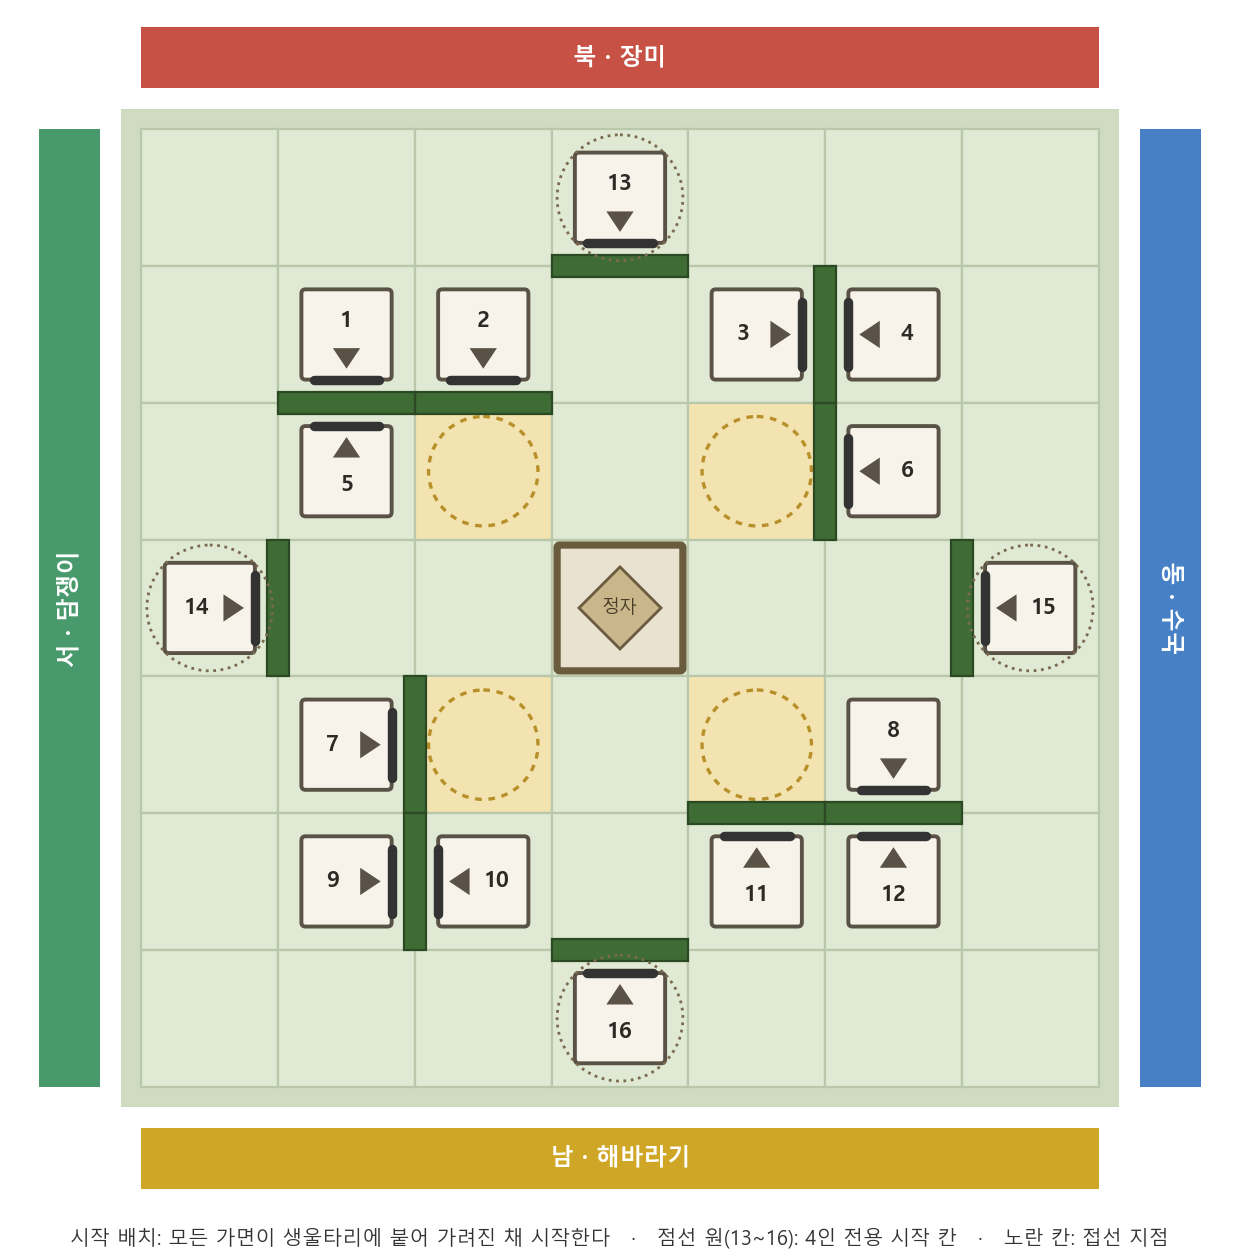 북 · 장미
13
1
2
3
4
5
6
서 · 담쟁이
14
정자
15
동 · 수국
7
8
9
10
11
12
16
남 · 해바라기
시작 배치: 모든 가면이 생울타리에 붙어 가려진 채 시작한다 · 점선 원(13~16): 4인 전용 시작 칸 · 노란 칸: 접선 지점